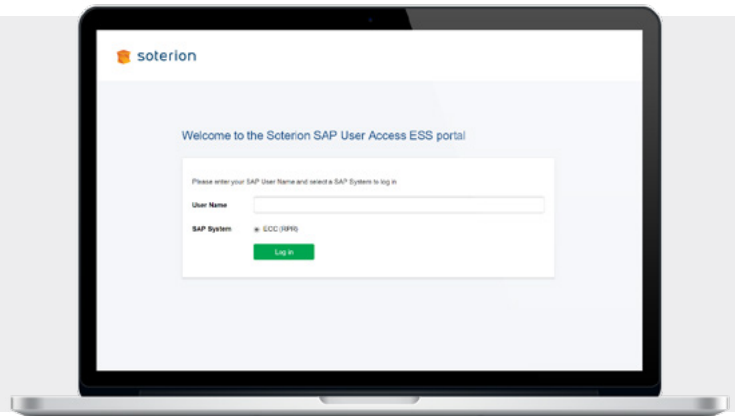 soterion
Welcome to the Soterion SAP User Access ESS portal
Please enter your SAP User Name and select a SAP System to log in
User Name
SAP System
ECC (RPR)
Log in